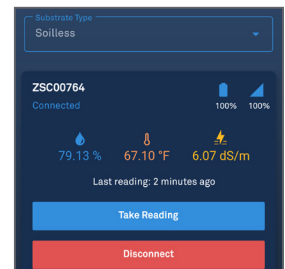 Substrate Type
Soilless
ZSC00764
Connected
100% 100%
79.13 % 67.10 °F 6.07 dS/m
Last reading: 2 minutes ago
Take Reading
Disconnect